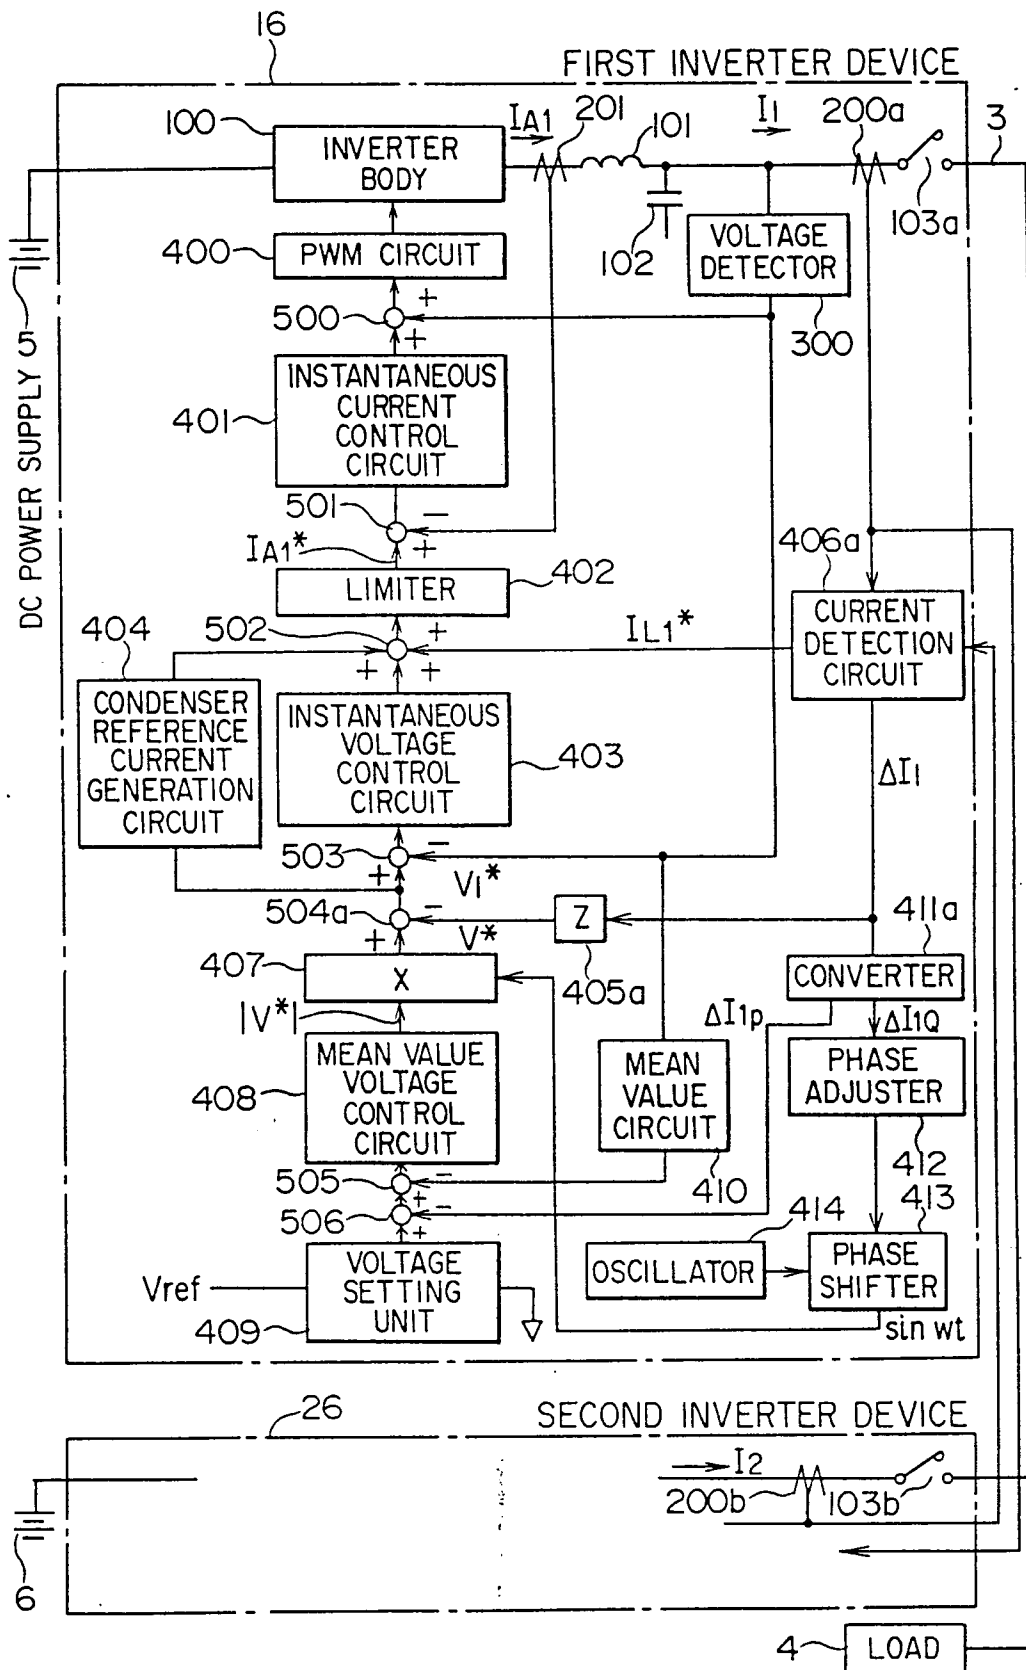 16
FIRST INVERTER DEVICE
100
INVERTER
BODY
IA1
201
101
I1
200a
3
103a
400
PWM CIRCUIT
102
VOLTAGE
DETECTOR
300
DC POWER SUPPLY 5
500
+
+
401
INSTANTANEOUS
CURRENT
CONTROL
CIRCUIT
501
−
+
IA1*
LIMITER
402
406a
404
502
+
+
+
IL1*
CURRENT
DETECTION
CIRCUIT
CONDENSER
REFERENCE
CURRENT
GENERATION
CIRCUIT
INSTANTANEOUS
VOLTAGE
CONTROL
CIRCUIT
403
ΔI1
503
−
+
V1*
504a
−
+
V*
Z
405a
411a
407
X
CONVERTER
|V*|
ΔI1P
ΔI1Q
408
MEAN VALUE
VOLTAGE
CONTROL
CIRCUIT
MEAN
VALUE
CIRCUIT
410
PHASE
ADJUSTER
412
505
−
+
506
−
+
414
413
OSCILLATOR
PHASE
SHIFTER
Vref
VOLTAGE
SETTING
UNIT
409
sin wt
26
SECOND INVERTER DEVICE
I2
200b
103b
6
4
LOAD